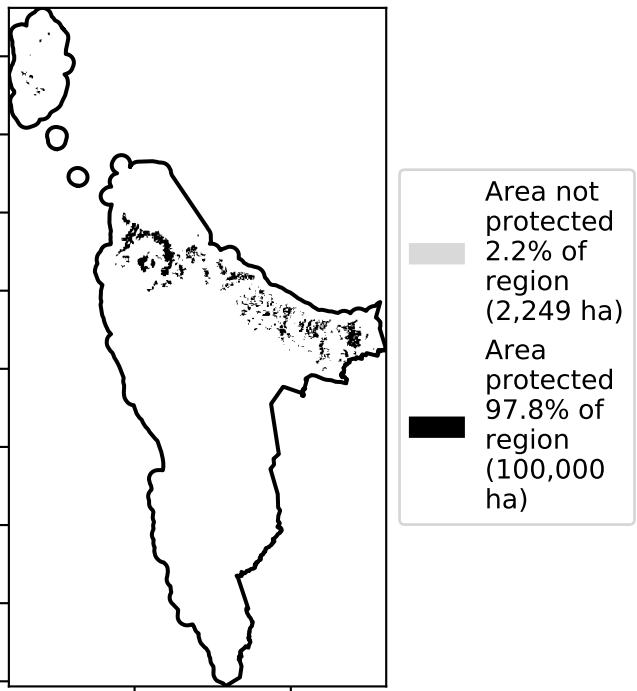 Area not
protected
2.2% of
region
(2,249 ha)
Area
protected
97.8% of
region
(100,000
ha)